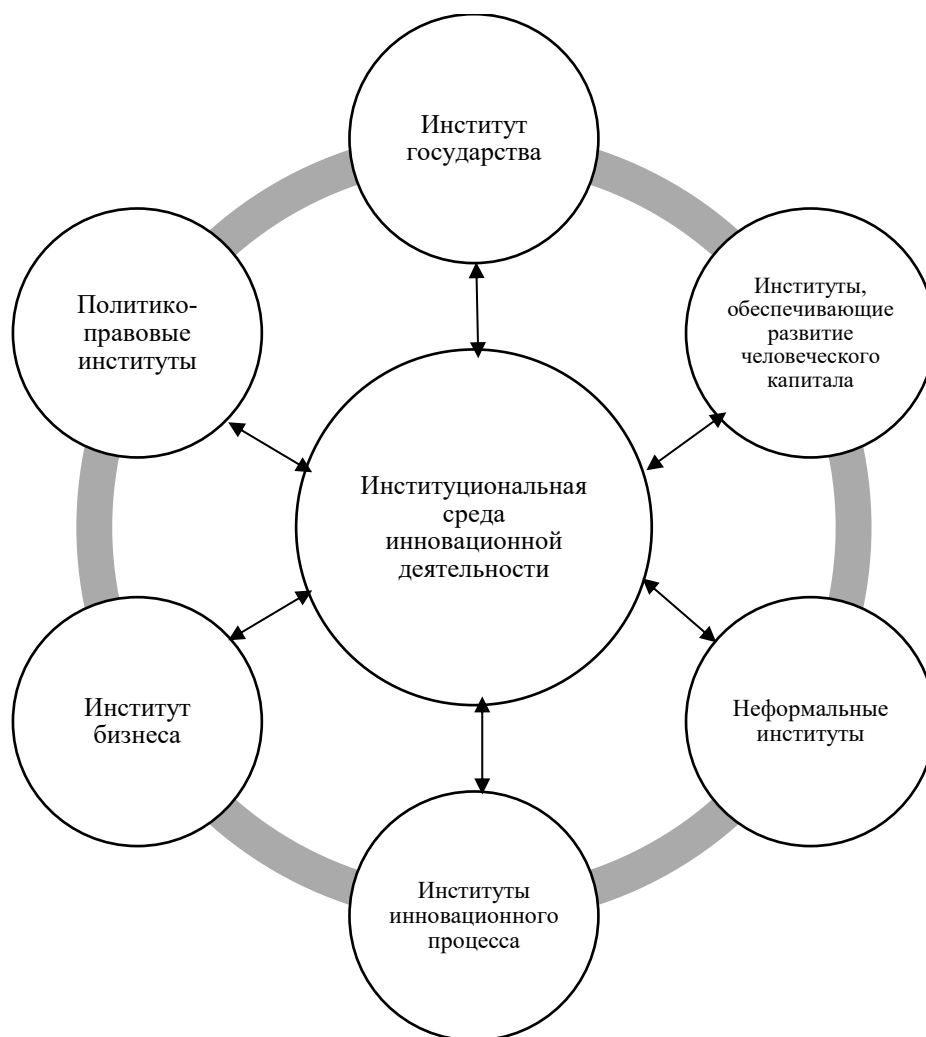 Институт
государства
Политико-
правовые
институты
Институты,
обеспечивающие
развитие
человеческого
капитала
Институциональная
среда
инновационной
деятельности
Институт
бизнеса
Неформальные
институты
Институты
инновационного
процесса